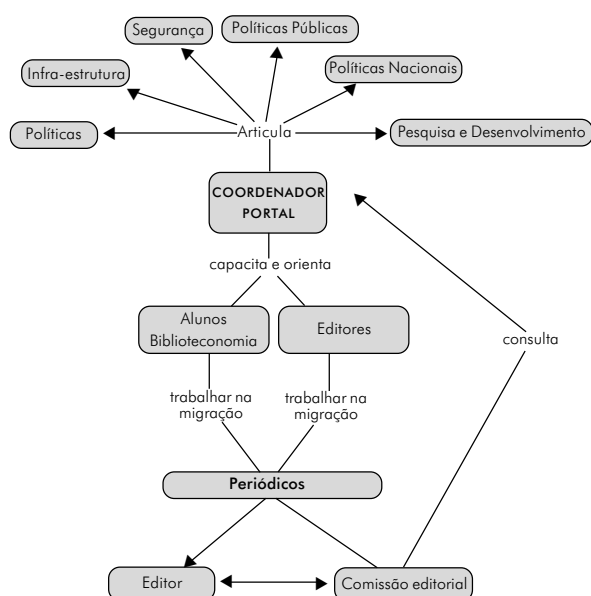 Segurança
Políticas Públicas
Infra-estrutura
Políticas Nacionais
Políticas
Articula
Pesquisa e Desenvolvimento
COORDENADOR
PORTAL
capacita e orienta
Alunos
Biblioteconomia
Editores
consulta
trabalhar na
migração
trabalhar na
migração
Periódicos
Editor
Comissão editorial